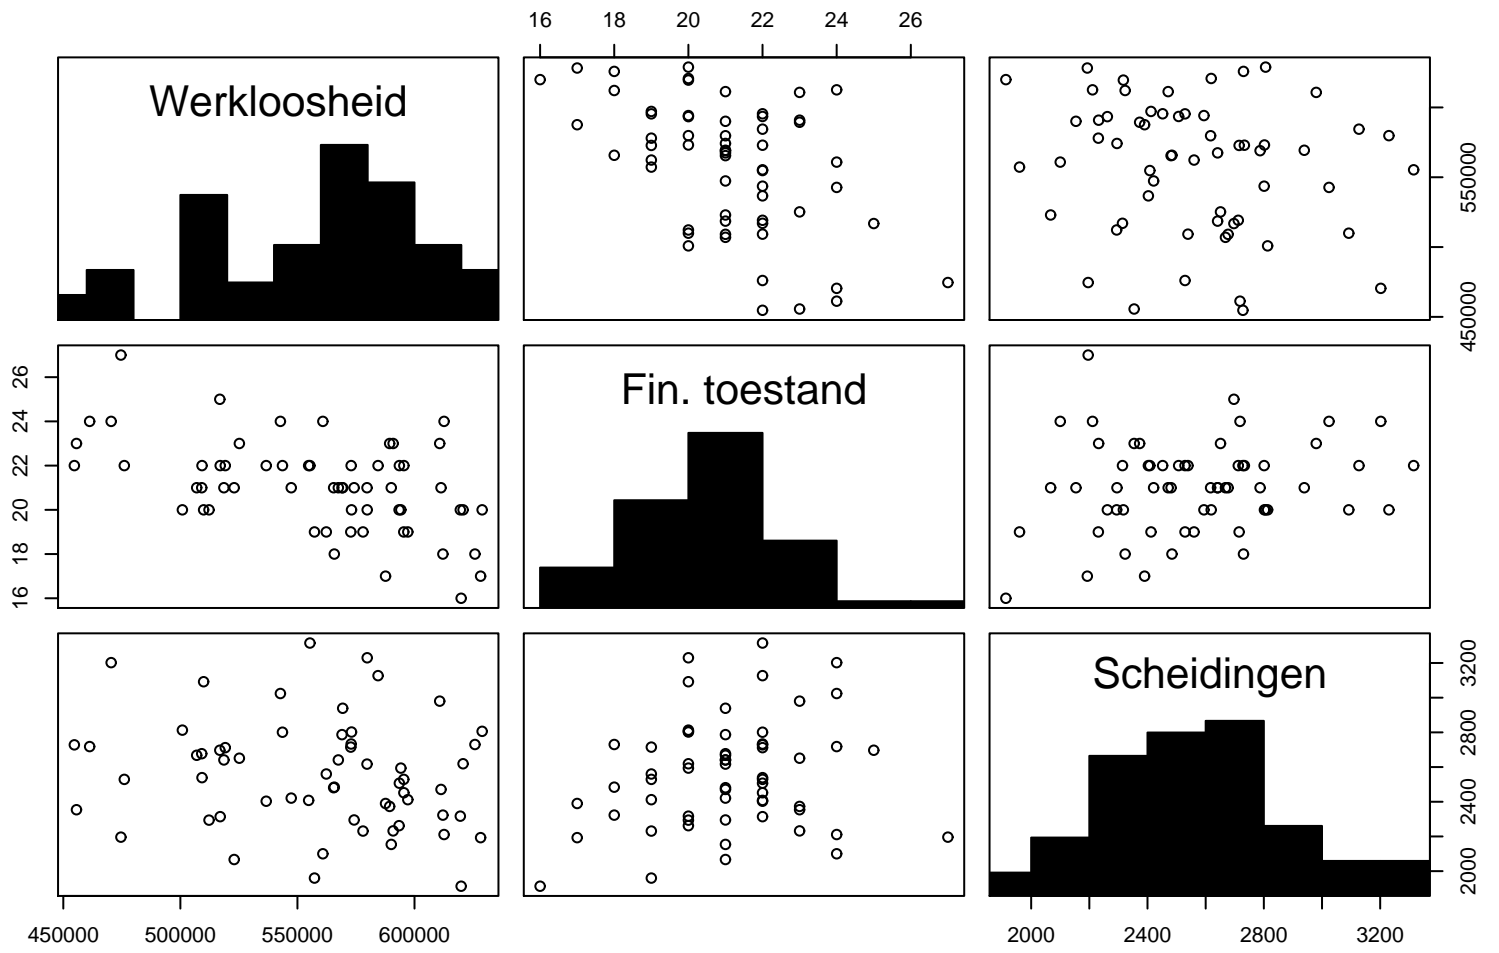 16 18 20 22 24 26
Werkloosheid
450000 550000
16 18 20 22 24 26
Fin. toestand
Scheidingen
2000 2400 2800 3200
450000 500000 550000 600000
2000 2400 2800 3200